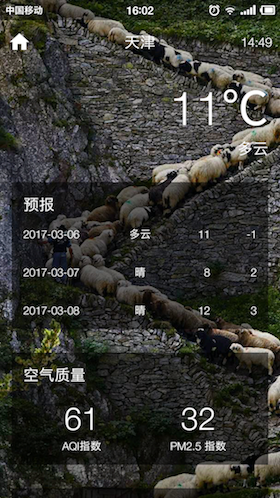 中国移动 16:02
天津 14:49
11℃
多云
预报
2017-03-06 多云 11 -1
2017-03-07 晴 8 2
2017-03-08 晴 12 3
空气质量
61 32
AQI指数 PM2.5 指数